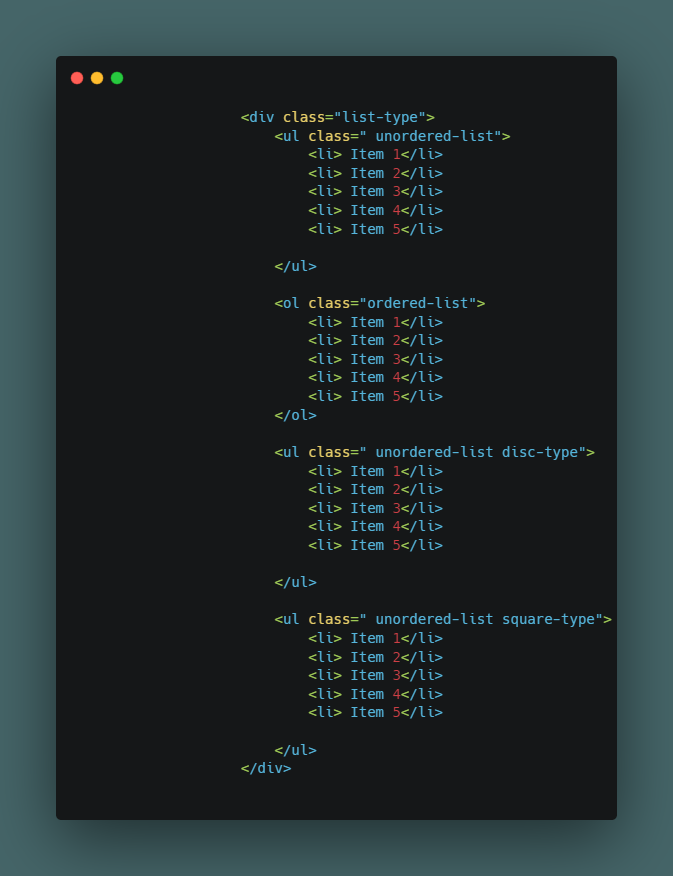 <div class="list-type">
    <ul class=" unordered-list">
        <li> Item 1</li>
        <li> Item 2</li>
        <li> Item 3</li>
        <li> Item 4</li>
        <li> Item 5</li>

    </ul>

    <ol class="ordered-list">
        <li> Item 1</li>
        <li> Item 2</li>
        <li> Item 3</li>
        <li> Item 4</li>
        <li> Item 5</li>
    </ol>

    <ul class=" unordered-list disc-type">
        <li> Item 1</li>
        <li> Item 2</li>
        <li> Item 3</li>
        <li> Item 4</li>
        <li> Item 5</li>

    </ul>

    <ul class=" unordered-list square-type">
        <li> Item 1</li>
        <li> Item 2</li>
        <li> Item 3</li>
        <li> Item 4</li>
        <li> Item 5</li>

    </ul>
</div>